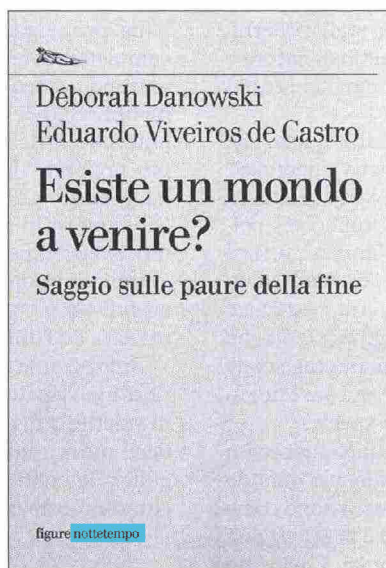 Déborah Danowski
Eduardo Viveiros de Castro
Esiste un mondo
a venire?
Saggio sulle paure della fine
figure nottetempo